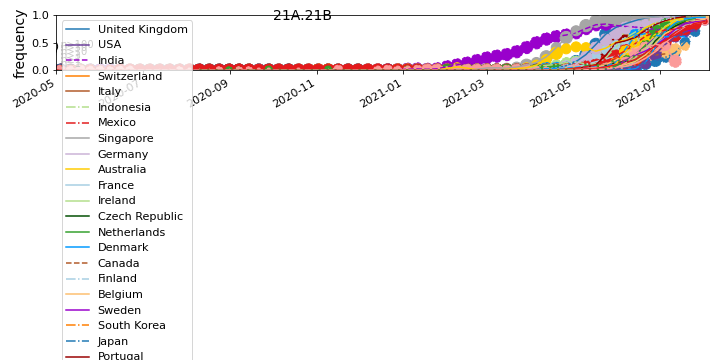 21A.21B
frequency
1.0
0.5
0.0
2020-05
2020-07
2020-09
2020-11
2021-01
2021-03
2021-05
2021-07
United Kingdom
USA
India
Switzerland
Italy
Indonesia
Mexico
Singapore
Germany
Australia
France
Ireland
Czech Republic
Netherlands
Denmark
Canada
Finland
Belgium
Sweden
South Korea
Japan
Portugal